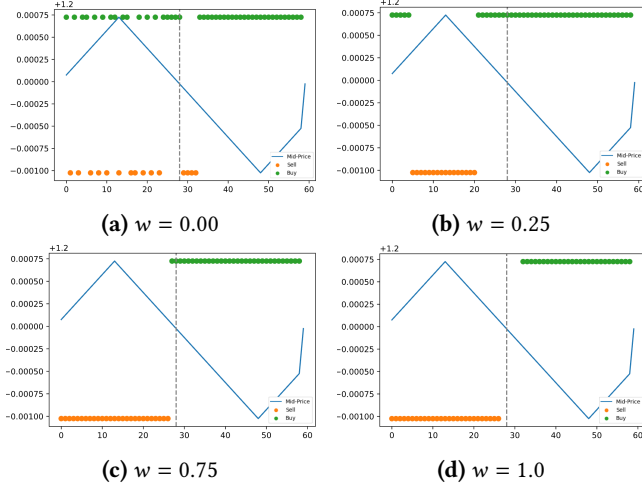 +1.2
0.00075
0.00050
0.00025
0.00000
−0.00025
−0.00050
−0.00075
−0.00100
Mid-Price
Sell
Buy
0 10 20 30 40 50 60
(a) w = 0.00
+1.2
0.00075
0.00050
0.00025
0.00000
−0.00025
−0.00050
−0.00075
−0.00100
Mid-Price
Sell
Buy
0 10 20 30 40 50 60
(b) w = 0.25
+1.2
0.00075
0.00050
0.00025
0.00000
−0.00025
−0.00050
−0.00075
−0.00100
Mid-Price
Sell
Buy
0 10 20 30 40 50 60
(c) w = 0.75
+1.2
0.00075
0.00050
0.00025
0.00000
−0.00025
−0.00050
−0.00075
−0.00100
Mid-Price
Sell
Buy
0 10 20 30 40 50 60
(d) w = 1.0